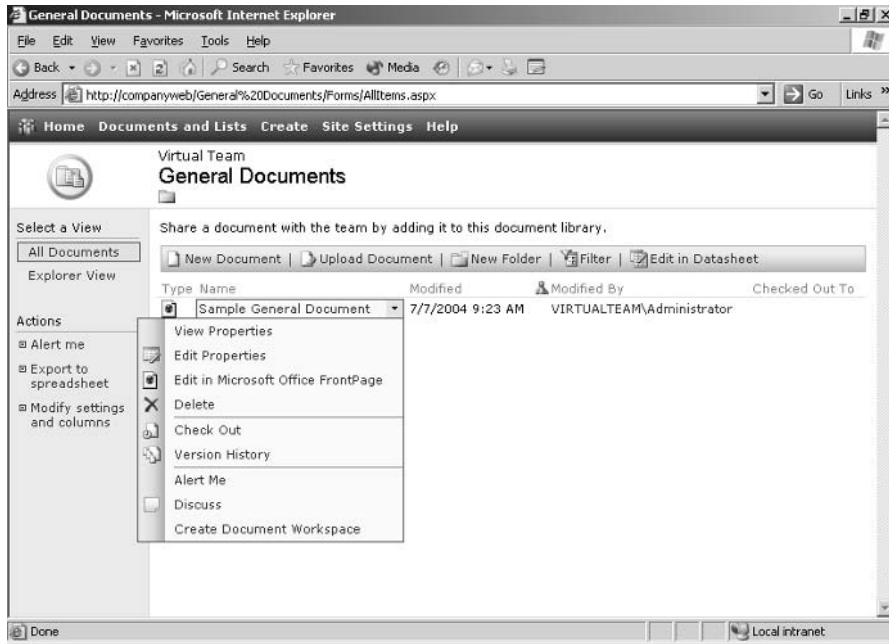 General Documents - Microsoft Internet Explorer
File Edit View Favorites Tools Help
Back Search Favorites Media
Address http://companyweb/General%20Documents/Forms/AllItems.aspx Go Links »
Home Documents and Lists Create Site Settings Help
Virtual Team
General Documents
Select a View
All Documents
Explorer View
Actions
Alert me
Export to
spreadsheet
Modify settings
and columns
Share a document with the team by adding it to this document library.
New Document | Upload Document | New Folder | Filter | Edit in Datasheet
Type Name Modified Modified By Checked Out To
Sample General Document 7/7/2004 9:23 AM VIRTUALTEAM\Administrator
View Properties
Edit Properties
Edit in Microsoft Office FrontPage
Delete
Check Out
Version History
Alert Me
Discuss
Create Document Workspace
Done Local intranet